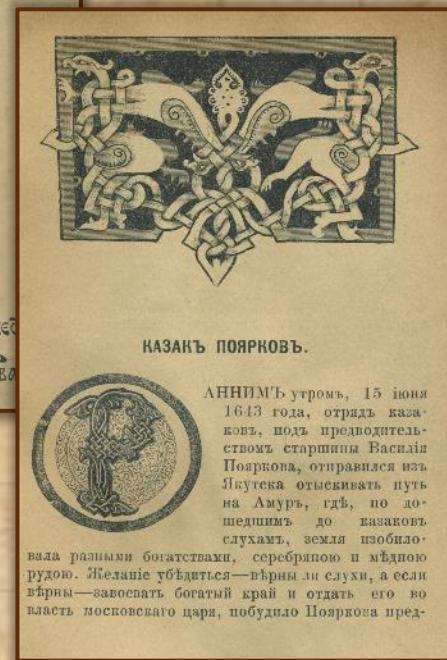 КАЗАКЪ ПОЯРКОВЪ.
РАННИМЪ утромъ, 15 іюня
1643 года, отрядъ каза-
ковъ, подъ предводитель-
ствомъ старшины Василія
Пояркова, отправился изъ
Якутска отыскивать путь
на Амуръ, гдѣ, по до-
шедшимъ до казаковъ
слухамъ, земля изобило-
вала разными богатствами, серебряною и мѣдною
рудою. Желаніе убѣдиться—вѣрны ли слухи, а если
вѣрны—завоевать богатый край и отдать его во
власть московскаго царя, побудило Пояркова пред-